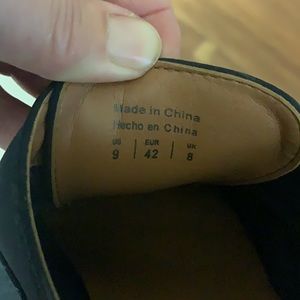 Made in China
Hecho en China
US | EUR | UK
9 | 42 | 8